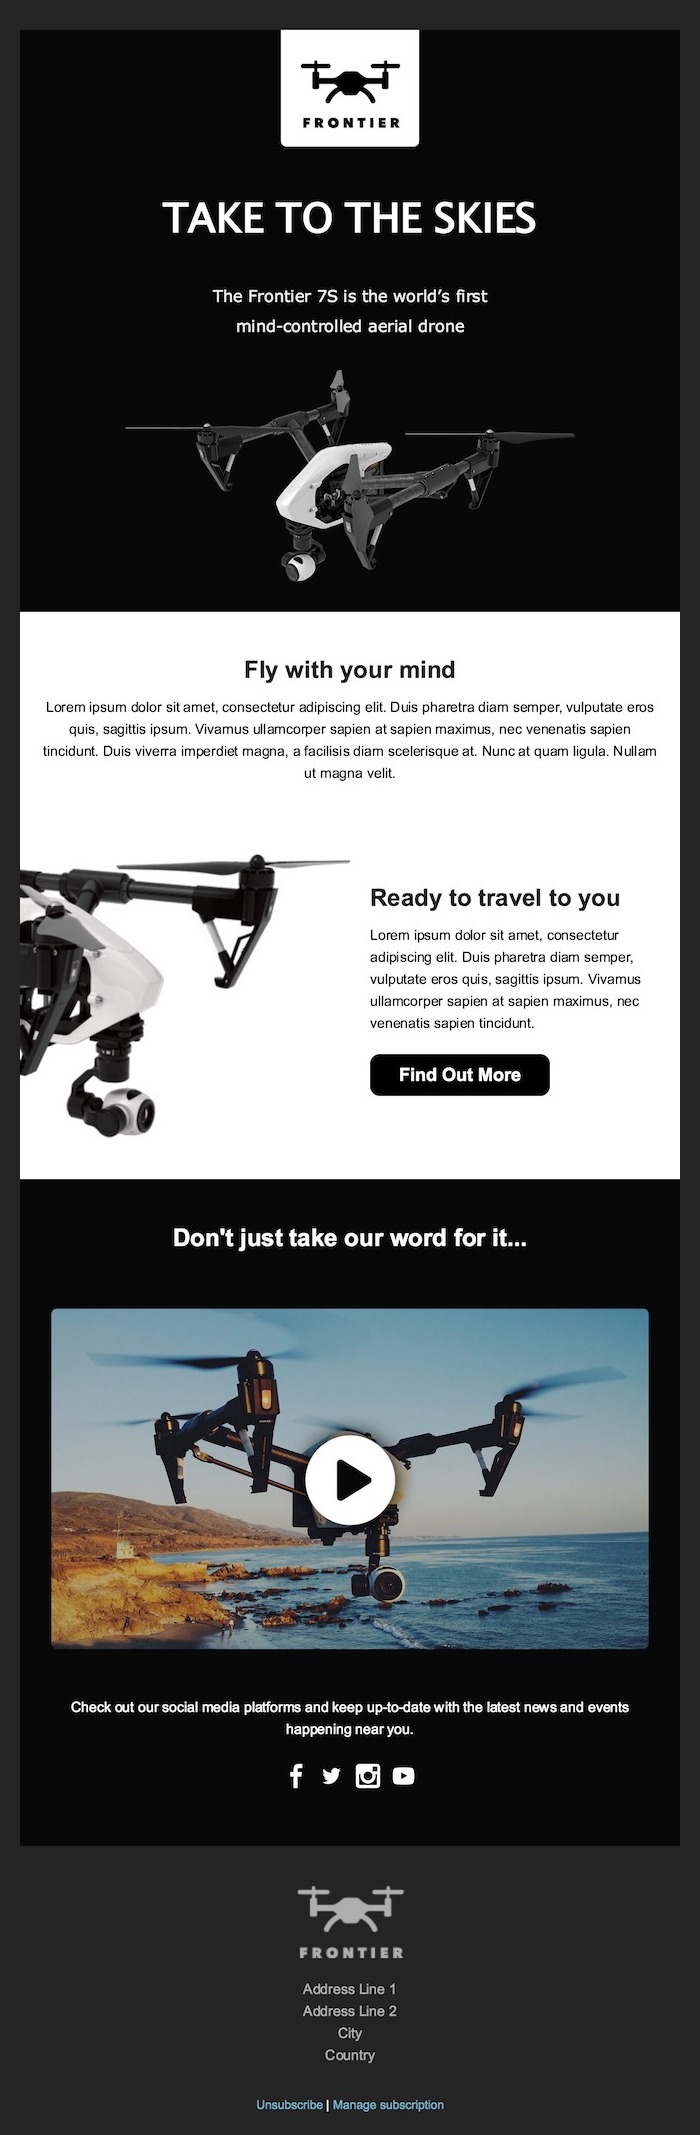 FRONTIER
TAKE TO THE SKIES
The Frontier 7S is the world’s first
mind-controlled aerial drone
Fly with your mind
Lorem ipsum dolor sit amet, consectetur adipiscing elit. Duis pharetra diam semper, vulputate eros
quis, sagittis ipsum. Vivamus ullamcorper sapien at sapien maximus, nec venenatis sapien
tincidunt. Duis viverra imperdiet magna, a facilisis diam scelerisque at. Nunc at quam ligula. Nullam
ut magna velit.
Ready to travel to you
Lorem ipsum dolor sit amet, consectetur
adipiscing elit. Duis pharetra diam semper,
vulputate eros quis, sagittis ipsum. Vivamus
ullamcorper sapien at sapien maximus, nec
venenatis sapien tincidunt.
Find Out More
Don't just take our word for it...
Check out our social media platforms and keep up-to-date with the latest news and events
happening near you.
FRONTIER
Address Line 1
Address Line 2
City
Country
Unsubscribe | Manage subscription